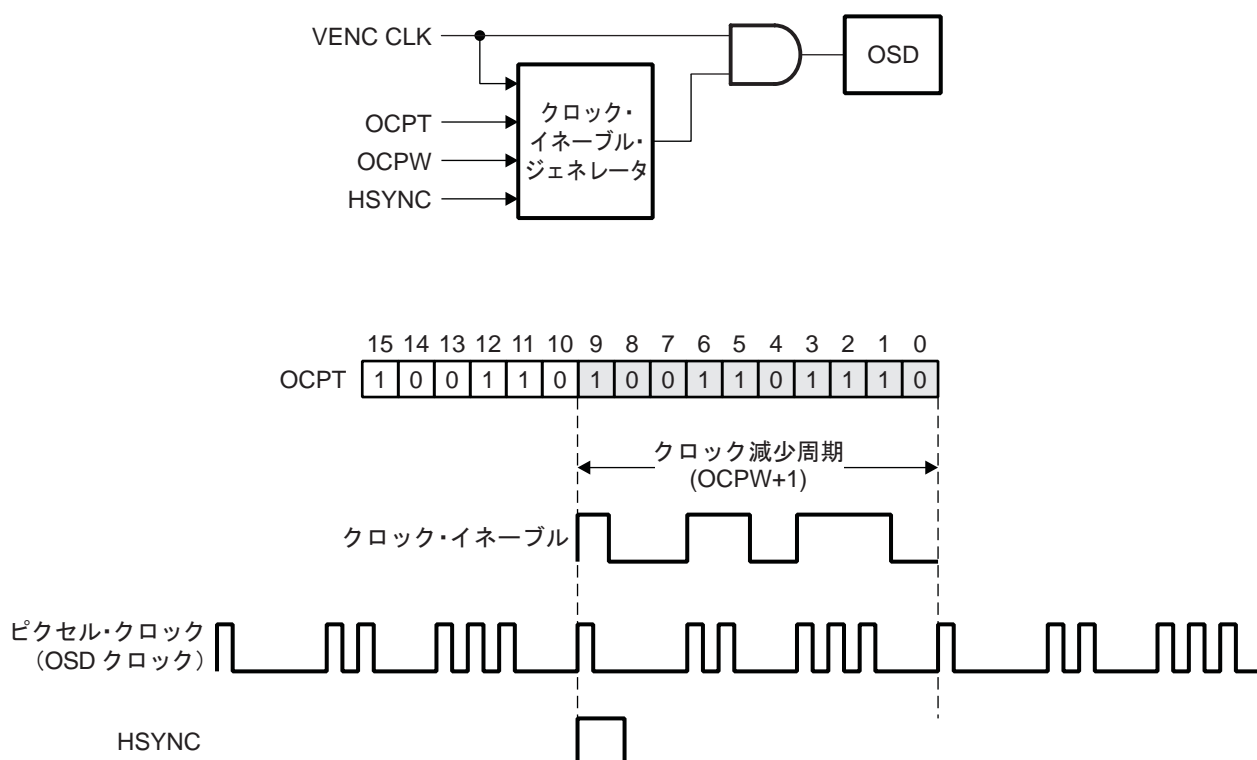 VENC CLK
OSD
OCPT
OCPW
HSYNC
クロック・
イネーブル・
ジェネレータ
15 14 13 12 11 10 9 8 7 6 5 4 3 2 1 0
OCPT 1 0 0 1 1 0 1 0 0 1 1 0 1 1 1 0
クロック減少周期
(OCPW+1)
クロック・イネーブル
ピクセル・クロック
(OSD クロック)
HSYNC